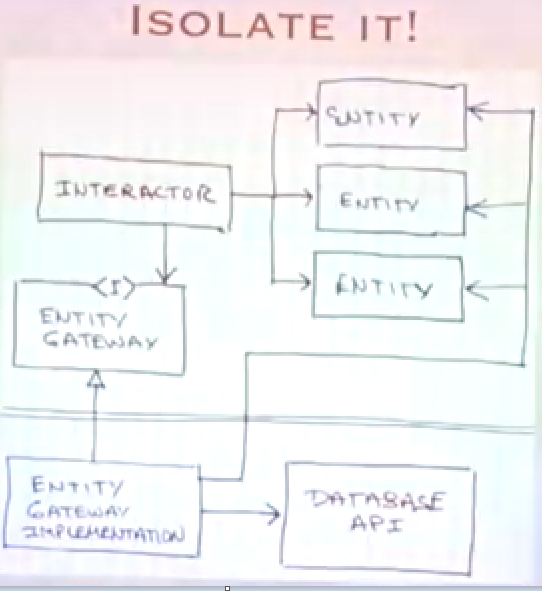 ISOLATE IT!
ENTITY
INTERACTOR
ENTITY
ENTITY
<I>
ENTITY
GATEWAY
ENTITY
GATEWAY
IMPLEMENTATION
DATABASE
API